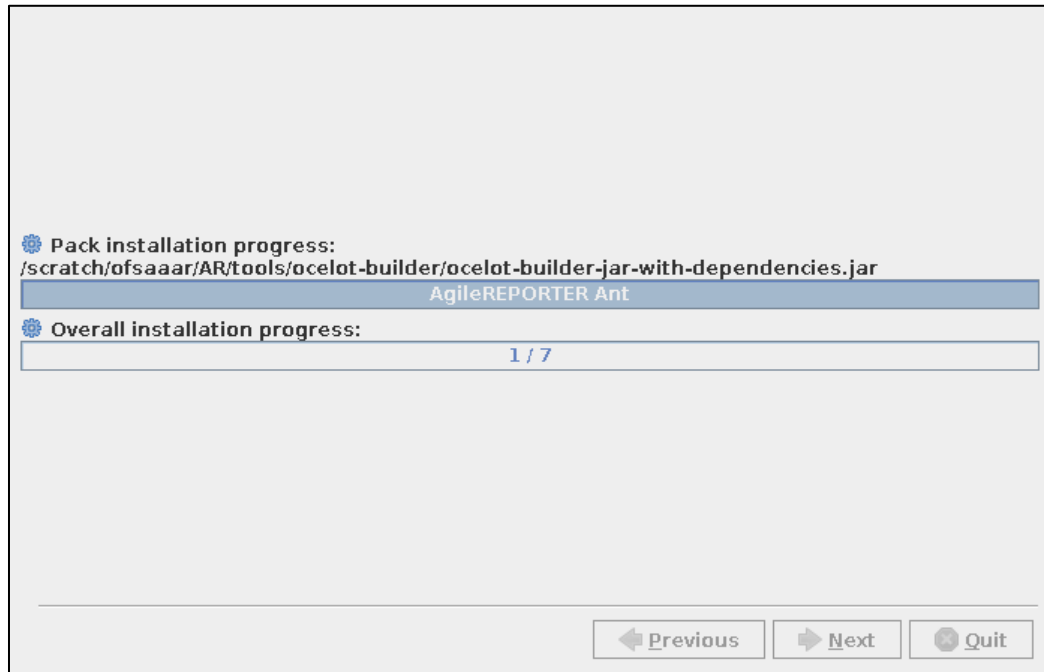 Pack installation progress:
/scratch/ofsaaar/AR/tools/ocelot-builder/ocelot-builder-jar-with-dependencies.jar
AgileREPORTER Ant
Overall installation progress:
1 / 7
Previous Next Quit